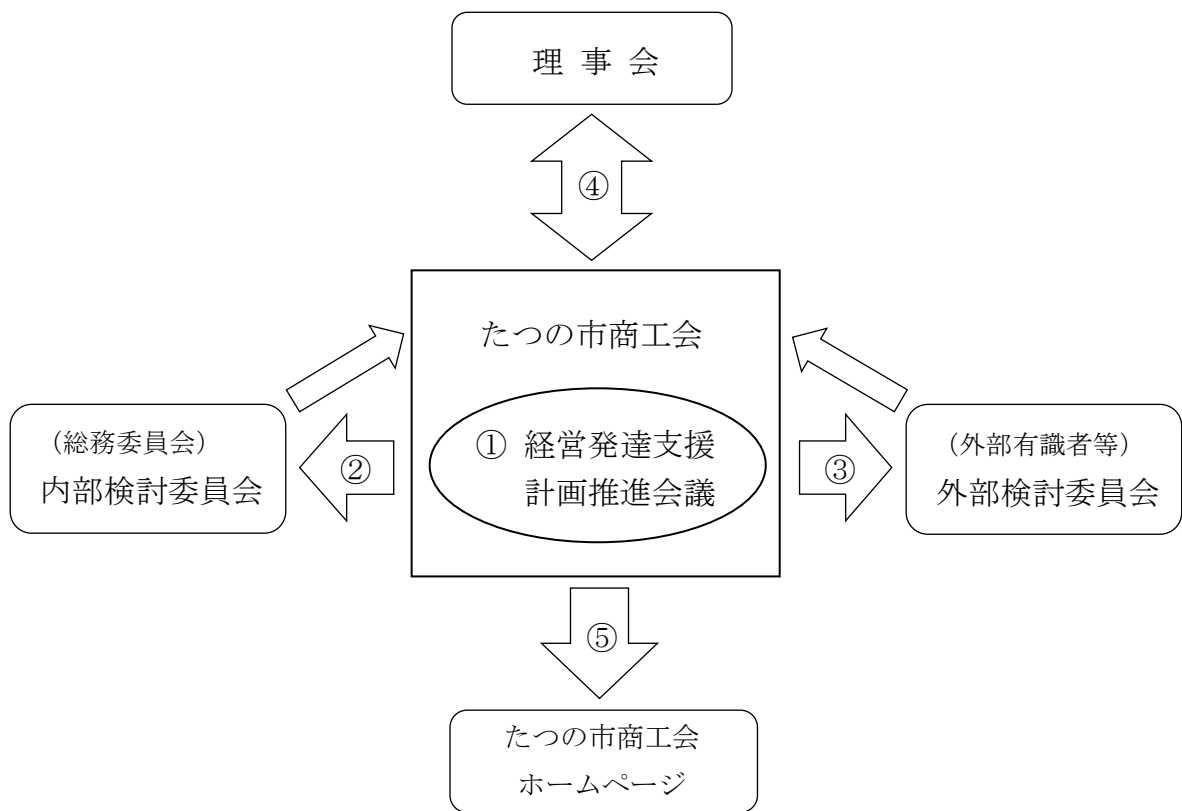 理 事 会
④
たつの市商工会
① 経営発達支援
計画推進会議
(総務委員会)
内部検討委員会
②
③
(外部有識者等)
外部検討委員会
⑤
たつの市商工会
ホームページ